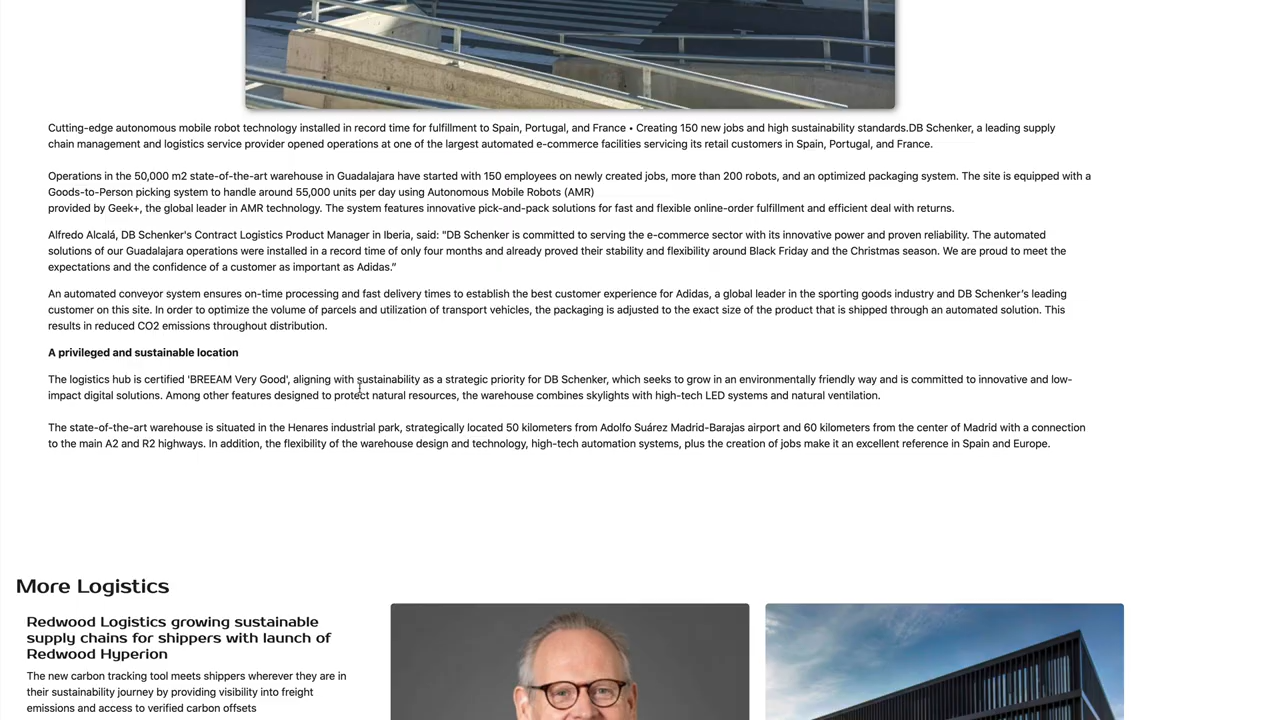 Cutting-edge autonomous mobile robot technology installed in record time for fulfillment to Spain, Portugal, and France • Creating 150 new jobs and high sustainability standards.DB Schenker, a leading supply
chain management and logistics service provider opened operations at one of the largest automated e-commerce facilities servicing its retail customers in Spain, Portugal, and France.
Operations in the 50,000 m2 state-of-the-art warehouse in Guadalajara have started with 150 employees on newly created jobs, more than 200 robots, and an optimized packaging system. The site is equipped with a
Goods-to-Person picking system to handle around 55,000 units per day using Autonomous Mobile Robots (AMR)
provided by Geek+, the global leader in AMR technology. The system features innovative pick-and-pack solutions for fast and flexible online-order fulfillment and efficient deal with returns.
Alfredo Alcalá, DB Schenker's Contract Logistics Product Manager in Iberia, said: "DB Schenker is committed to serving the e-commerce sector with its innovative power and proven reliability. The automated
solutions of our Guadalajara operations were installed in a record time of only four months and already proved their stability and flexibility around Black Friday and the Christmas season. We are proud to meet the
expectations and the confidence of a customer as important as Adidas.”
An automated conveyor system ensures on-time processing and fast delivery times to establish the best customer experience for Adidas, a global leader in the sporting goods industry and DB Schenker’s leading
customer on this site. In order to optimize the volume of parcels and utilization of transport vehicles, the packaging is adjusted to the exact size of the product that is shipped through an automated solution. This
results in reduced CO2 emissions throughout distribution.
A privileged and sustainable location
The logistics hub is certified 'BREEAM Very Good', aligning with sustainability as a strategic priority for DB Schenker, which seeks to grow in an environmentally friendly way and is committed to innovative and low-
impact digital solutions. Among other features designed to protect natural resources, the warehouse combines skylights with high-tech LED systems and natural ventilation.
The state-of-the-art warehouse is situated in the Henares industrial park, strategically located 50 kilometers from Adolfo Suárez Madrid-Barajas airport and 60 kilometers from the center of Madrid with a connection
to the main A2 and R2 highways. In addition, the flexibility of the warehouse design and technology, high-tech automation systems, plus the creation of jobs make it an excellent reference in Spain and Europe.
More Logistics
Redwood Logistics growing sustainable
supply chains for shippers with launch of
Redwood Hyperion
The new carbon tracking tool meets shippers wherever they are in
their sustainability journey by providing visibility into freight
emissions and access to verified carbon offsets